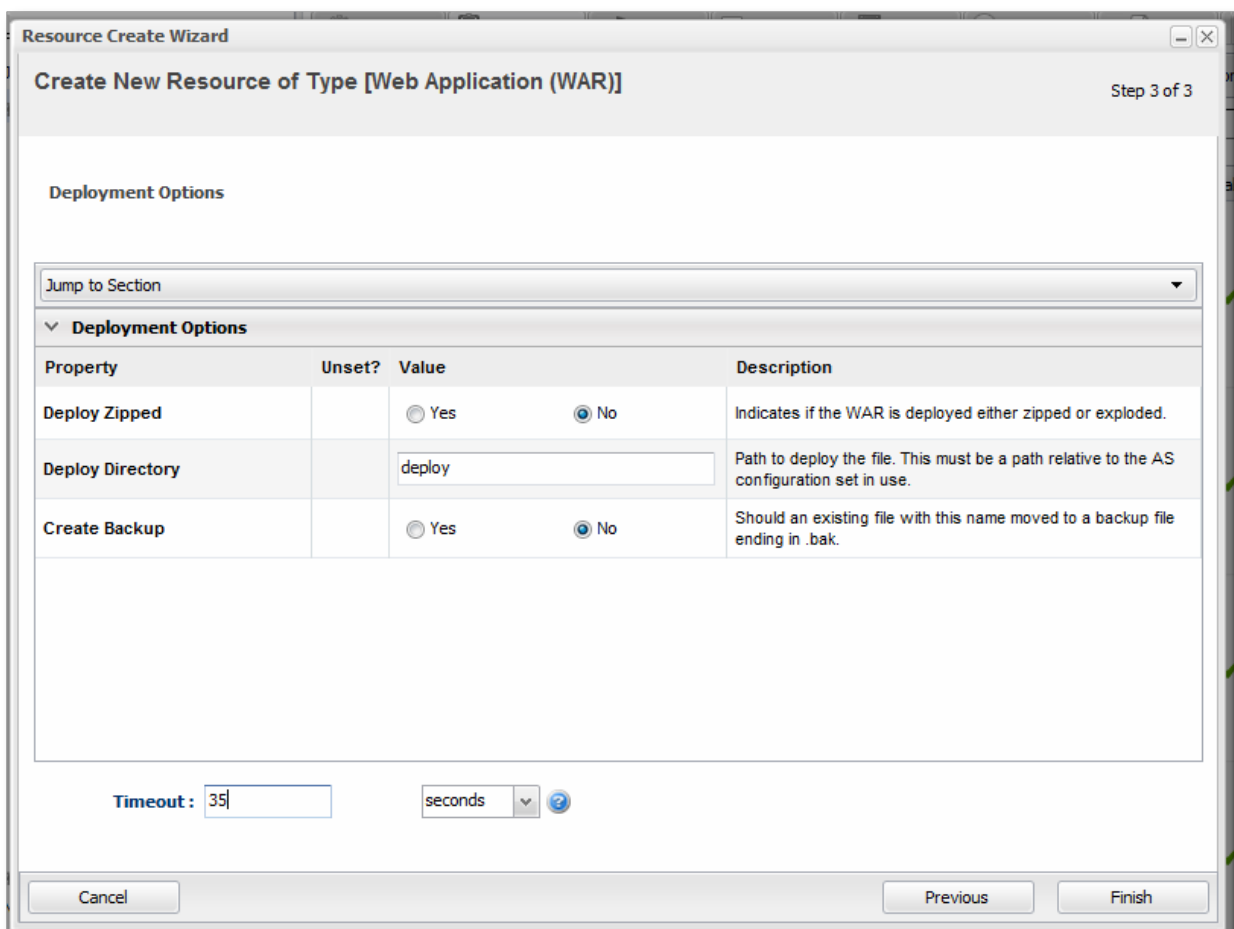 Resource Create Wizard
Create New Resource of Type [Web Application (WAR)]
Step 3 of 3
Deployment Options
Jump to Section
Deployment Options
Property Unset? Value Description
Deploy Zipped Yes No Indicates if the WAR is deployed either zipped or exploded.
Deploy Directory deploy Path to deploy the file. This must be a path relative to the AS
configuration set in use.
Create Backup Yes No Should an existing file with this name moved to a backup file
ending in .bak.
Timeout : 35 seconds
Cancel Previous Finish